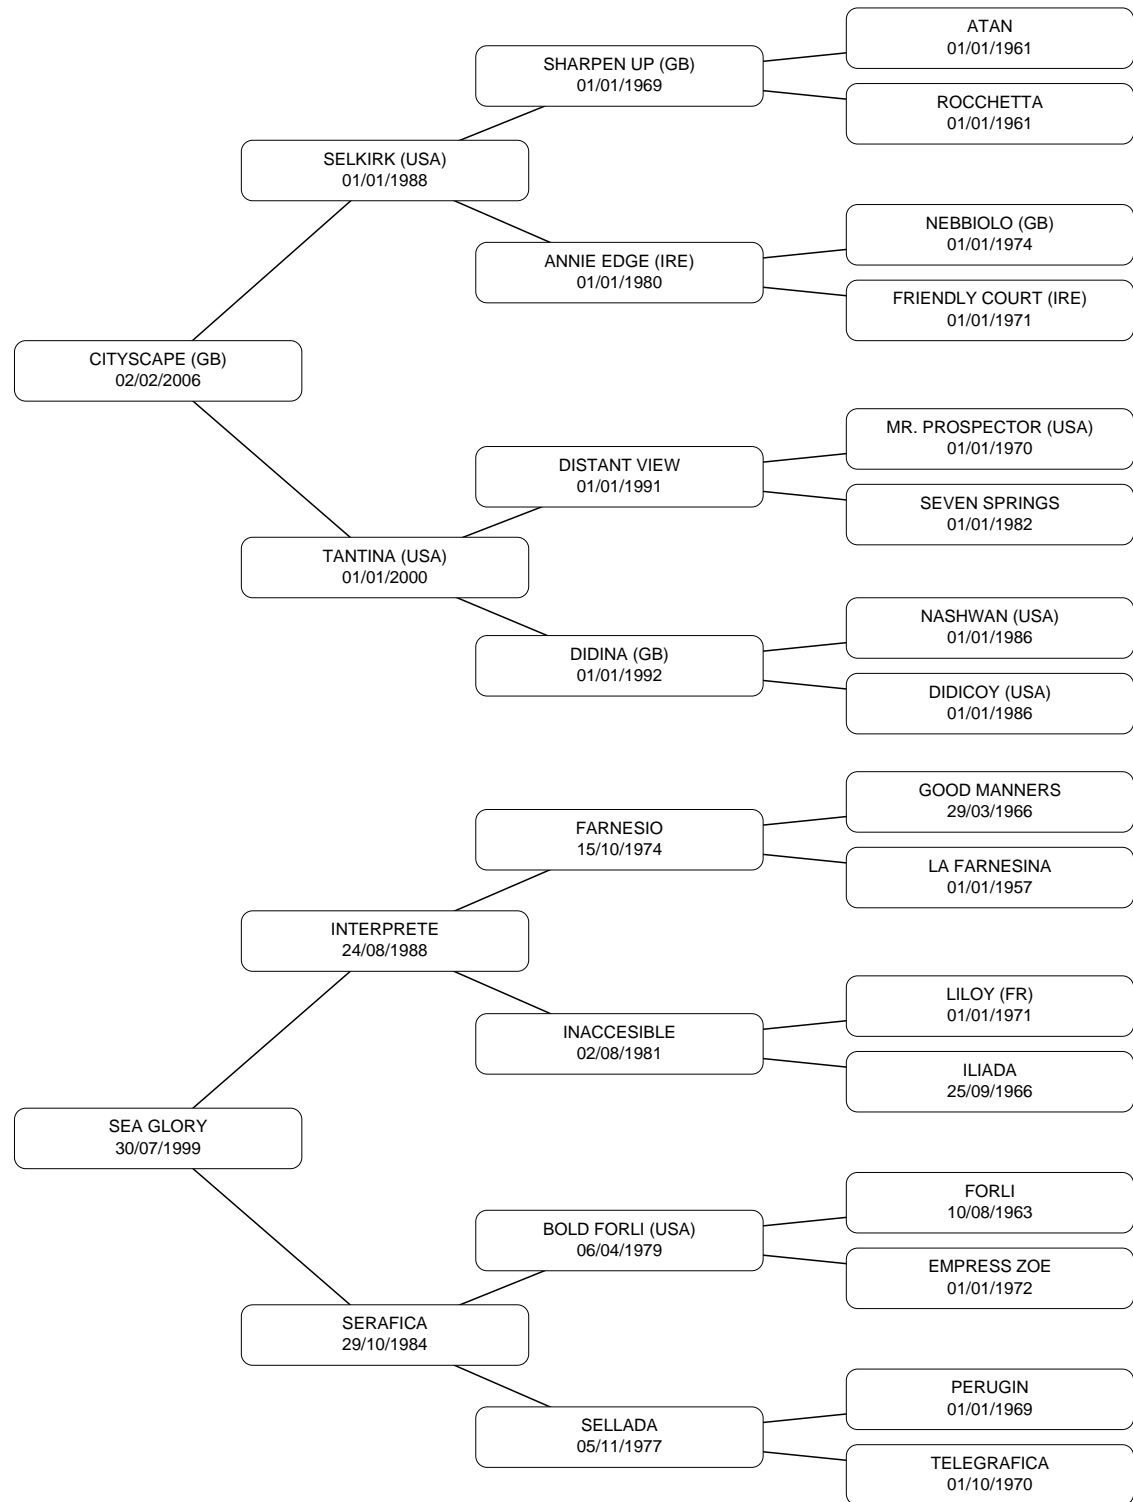 ATAN
01/01/1961
SHARPEN UP (GB)
01/01/1969
ROCCHETTA
01/01/1961
SELKIRK (USA)
01/01/1988
NEBBIOLO (GB)
01/01/1974
ANNIE EDGE (IRE)
01/01/1980
FRIENDLY COURT (IRE)
01/01/1971
CITYSCAPE (GB)
02/02/2006
MR. PROSPECTOR (USA)
01/01/1970
DISTANT VIEW
01/01/1991
SEVEN SPRINGS
01/01/1982
TANTINA (USA)
01/01/2000
NASHWAN (USA)
01/01/1986
DIDINA (GB)
01/01/1992
DIDICOY (USA)
01/01/1986
GOOD MANNERS
29/03/1966
FARNESIO
15/10/1974
LA FARNESINA
01/01/1957
INTERPRETE
24/08/1988
LILOY (FR)
01/01/1971
INACCESIBLE
02/08/1981
ILIADA
25/09/1966
SEA GLORY
30/07/1999
FORLI
10/08/1963
BOLD FORLI (USA)
06/04/1979
EMPRESS ZOE
01/01/1972
SERAFICA
29/10/1984
PERUGIN
01/01/1969
SELLADA
05/11/1977
TELEGRAFICA
01/10/1970